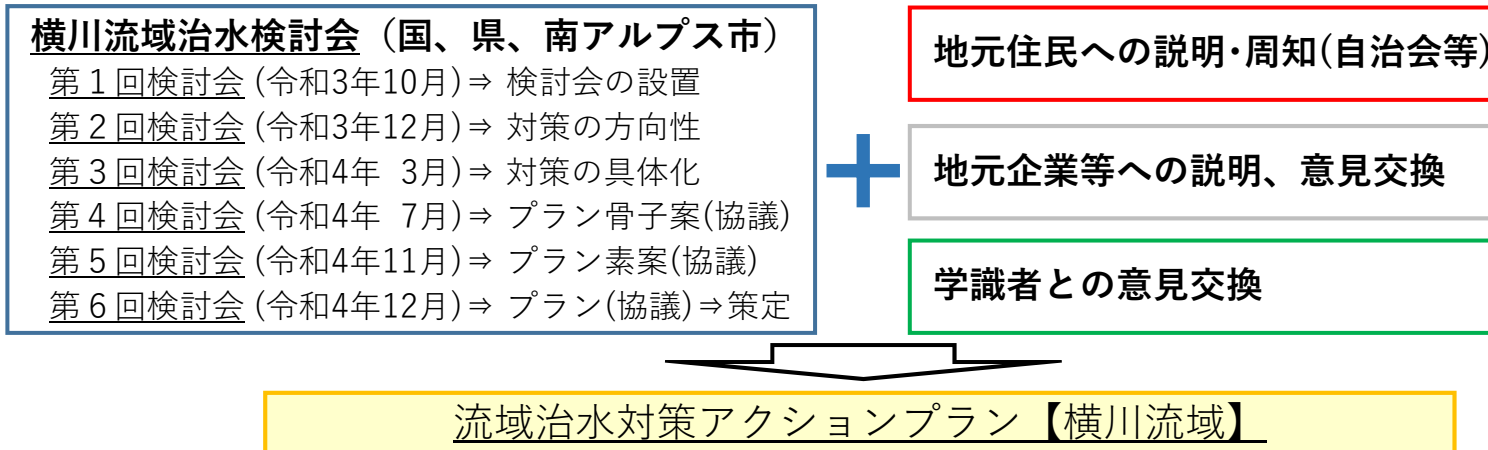 横川流域治水検討会（国、県、南アルプス市）
第１回検討会 (令和3年10月)⇒ 検討会の設置
第２回検討会 (令和3年12月)⇒ 対策の方向性
第３回検討会 (令和4年 3月)⇒ 対策の具体化
第４回検討会 (令和4年 7月)⇒ プラン骨子案(協議)
第５回検討会 (令和4年11月)⇒ プラン素案(協議)
第６回検討会 (令和4年12月)⇒ プラン(協議)⇒策定
地元住民への説明･周知(自治会等)
地元企業等への説明、意見交換
学識者との意見交換
流域治水対策アクションプラン【横川流域】